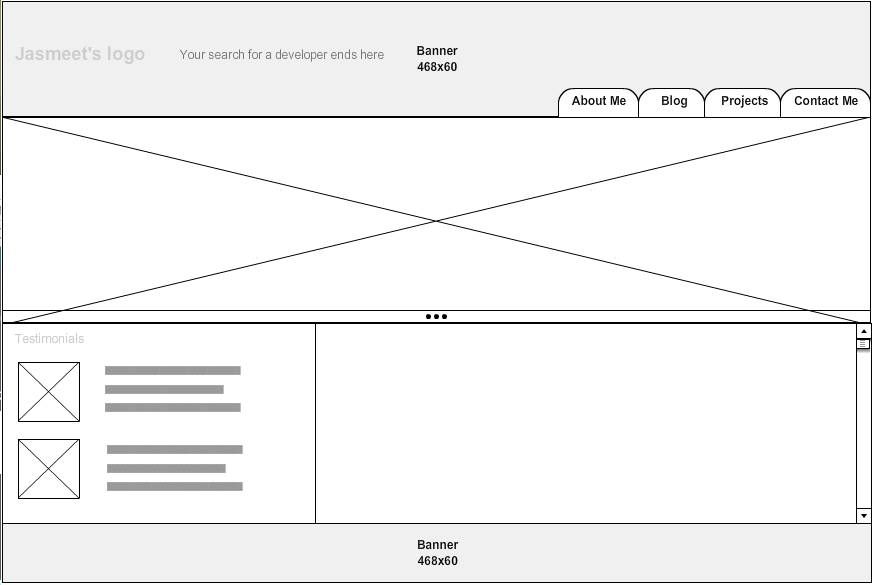 Jasmeet's logo
Your search for a developer ends here
Banner
468x60
About Me
Blog
Projects
Contact Me
Testimonials
Banner
468x60